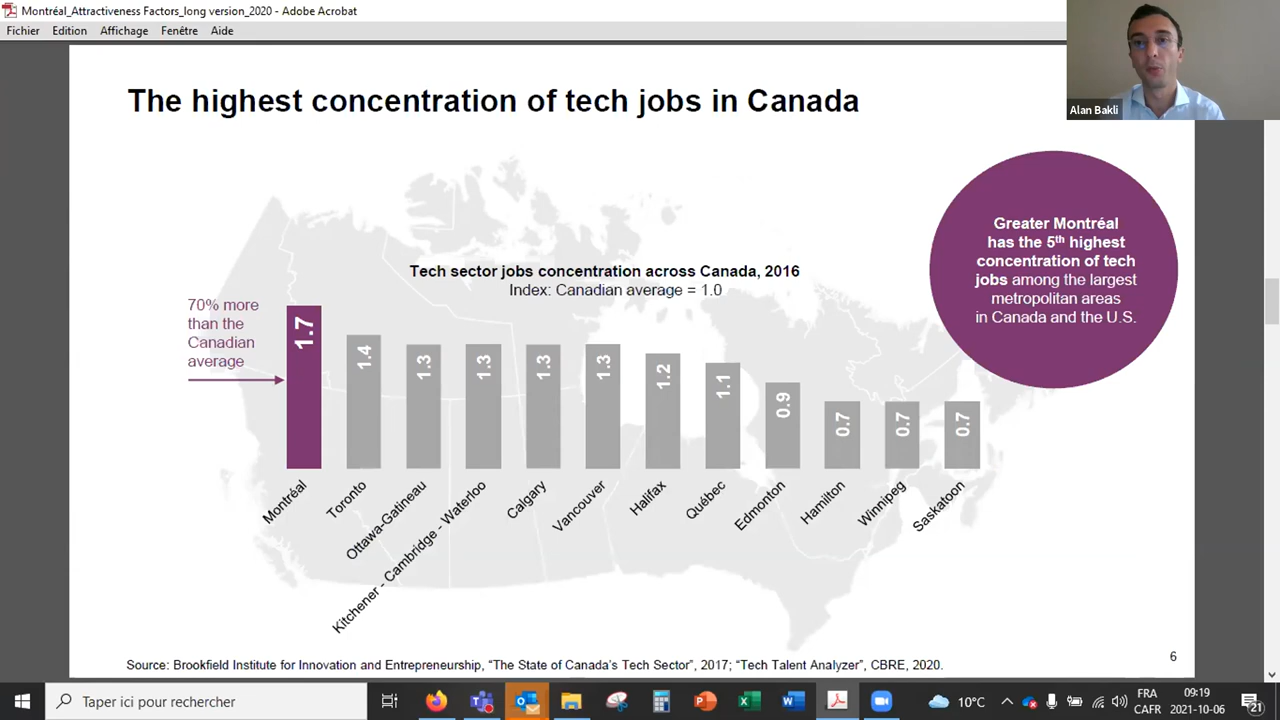 Montréal_Attractiveness Factors_long version_2020 - Adobe Acrobat
Fichier Edition Affichage Fenêtre Aide
Alan Bakli
The highest concentration of tech jobs in Canada
Greater Montréal
has the 5th highest
concentration of tech
jobs among the largest
metropolitan areas
in Canada and the U.S.
Tech sector jobs concentration across Canada, 2016
Index: Canadian average = 1.0
70% more
than the
Canadian
average
1.7
1.4
1.3
1.3
1.3
1.3
1.2
1.1
0.9
0.7
0.7
0.7
Montréal
Toronto
Ottawa-Gatineau
Kitchener - Cambridge - Waterloo
Calgary
Vancouver
Halifax
Québec
Edmonton
Hamilton
Winnipeg
Saskatoon
Source: Brookfield Institute for Innovation and Entrepreneurship, “The State of Canada’s Tech Sector”, 2017; “Tech Talent Analyzer”, CBRE, 2020.
6
Taper ici pour rechercher
10°C
FRA
CAFR
09:19
2021-10-06
21